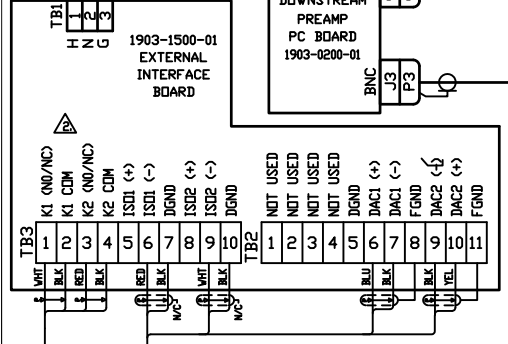 DOWNSTREAM
PREAMP
PC BOARD
1903-0200-01
BNC
J3
P3
TB1
1
2
3
H
N
G
1903-1500-01
EXTERNAL
INTERFACE
BOARD
2
K1 (NO/NC)
K1 COM
K2 (NO/NC)
K2 COM
ISO1 (+)
ISO1 (-)
DGND
ISO2 (+)
ISO2 (-)
DGND
TB3
1 2 3 4 5 6 7 8 9 10
NOT USED
NOT USED
NOT USED
NOT USED
DGND
DAC1 (+)
DAC1 (-)
FGND
DAC2 (-)
DAC2 (+)
FGND
TB2
1 2 3 4 5 6 7 8 9 10 11
WHT
BLK
RED
BLK
RED
BLK
N/C
WHT
BLK
N/C
BLU
BLK
BLK
YEL